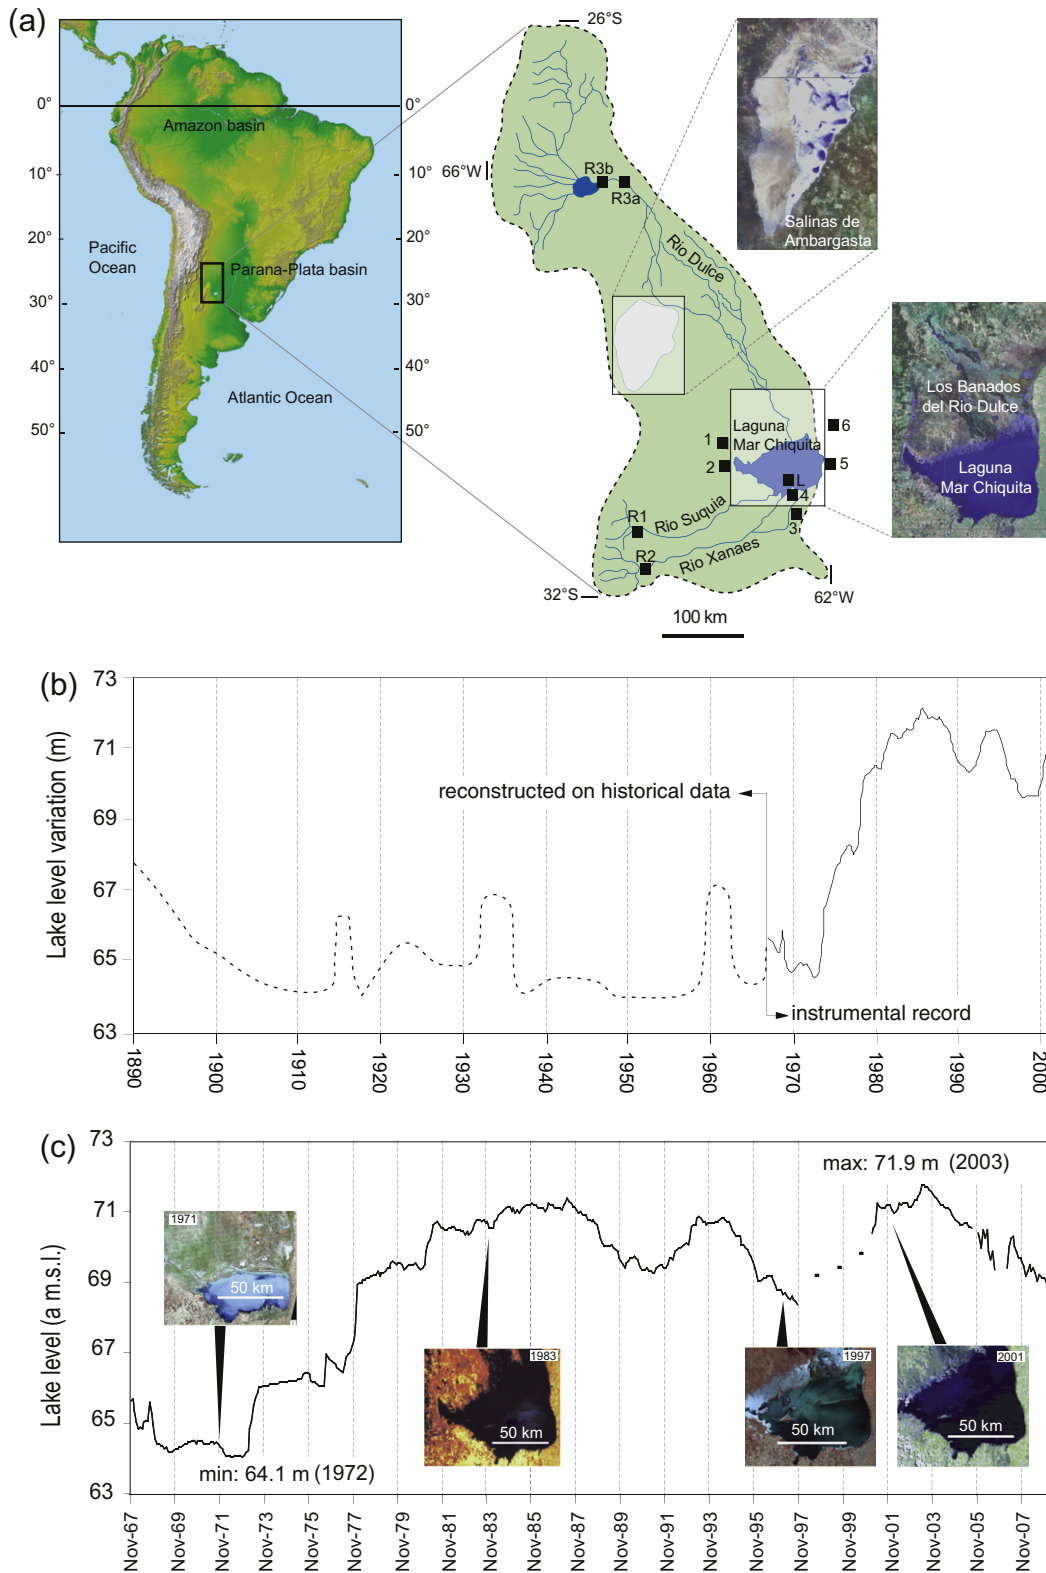 (a)
0°
10°
20°
30°
40°
50°
Amazon basin
Pacific
Ocean
Parana-Plata basin
Atlantic Ocean
0°
10°
20°
30°
40°
50°
26°S
66°W
R3b
R3a
Rio Dulce
Laguna
Mar Chiquita
1
2
6
5
L
4
3
R1
Rio Suquia
R2
Rio Xanaes
32°S
62°W
100 km
Salinas de
Ambargasta
Los Banados
del Rio Dulce
Laguna
Mar Chiquita
(b)
Lake level variation (m)
73
71
69
67
65
63
reconstructed on historical data
instrumental record
1890
1900
1910
1920
1930
1940
1950
1960
1970
1980
1990
2000
(c)
Lake level (a m.s.l.)
73
71
69
67
65
63
max: 71.9 m (2003)
1971
50 km
min: 64.1 m (1972)
1983
50 km
1997
50 km
2001
50 km
Nov-67
Nov-69
Nov-71
Nov-73
Nov-75
Nov-77
Nov-79
Nov-81
Nov-83
Nov-85
Nov-87
Nov-89
Nov-91
Nov-93
Nov-95
Nov-97
Nov-99
Nov-01
Nov-03
Nov-05
Nov-07